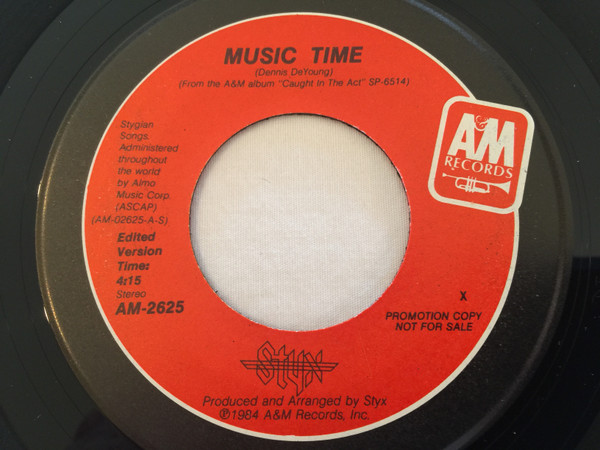 MUSIC TIME
(Dennis DeYoung)
(From the A&M album "Caught In The Act" SP-6514)
A&M
RECORDS
Stygian
Songs.
Administered
throughout
the world
by Almo
Music Corp.
(ASCAP)
(AM-02625-A-S)
Edited
Version
Time:
4:15
Stereo
AM-2625
X
PROMOTION COPY
NOT FOR SALE
Styx
Produced and Arranged by Styx
℗1984 A&M Records, Inc.